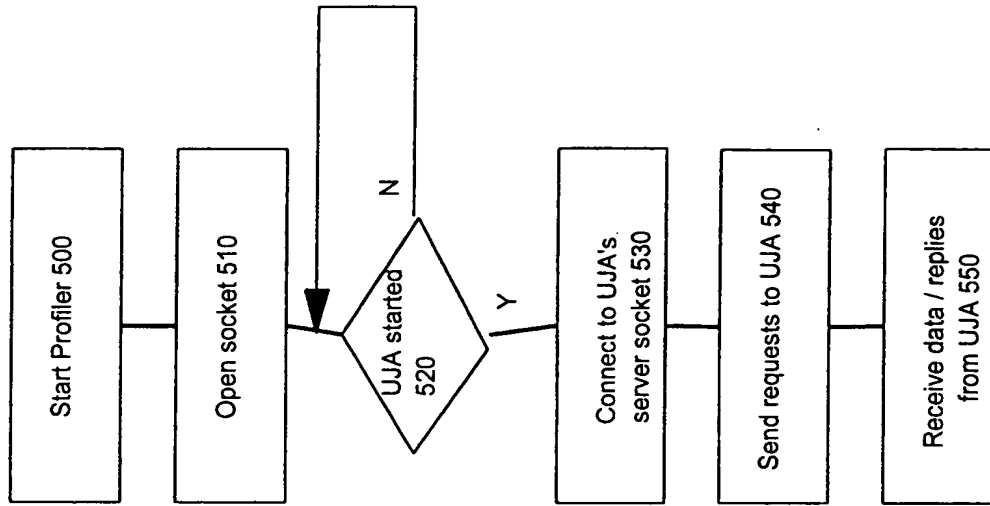 Start Profiler 500
Open socket 510
UJA started
520
N
Y
Connect to UJA's
server socket 530
Send requests to UJA 540
Receive data / replies
from UJA 550